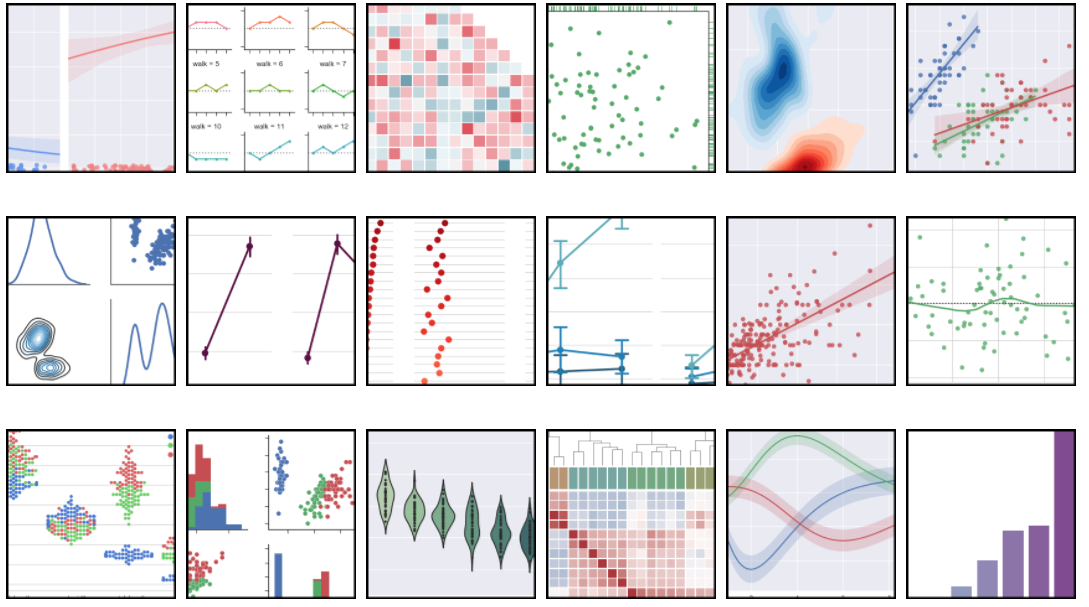 walk = 5 walk = 6 walk = 7
walk = 10 walk = 11 walk = 12